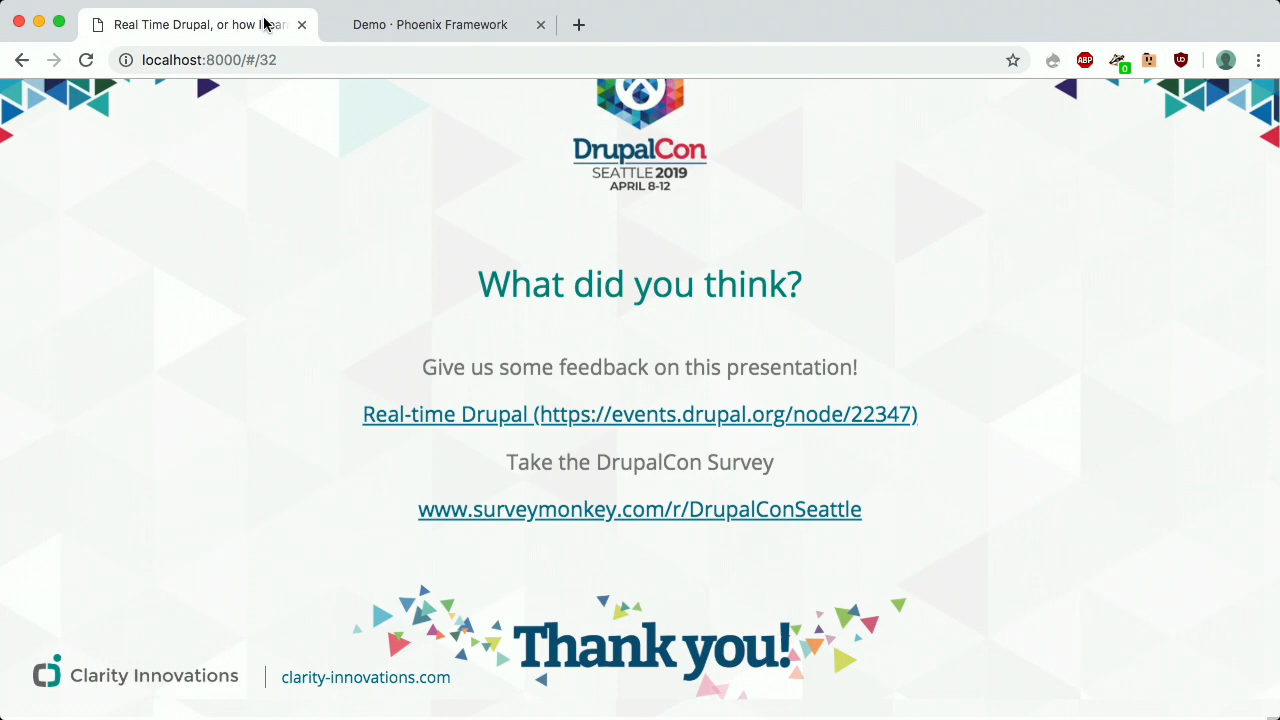 Real Time Drupal, or how I
Demo · Phoenix Framework
localhost:8000/#/32
ABP
0
DrupalCon
SEATTLE 2019
APRIL 8-12
What did you think?
Give us some feedback on this presentation!
Real-time Drupal (https://events.drupal.org/node/22347)
Take the DrupalCon Survey
www.surveymonkey.com/r/DrupalConSeattle
Thank you!
Clarity Innovations
clarity-innovations.com